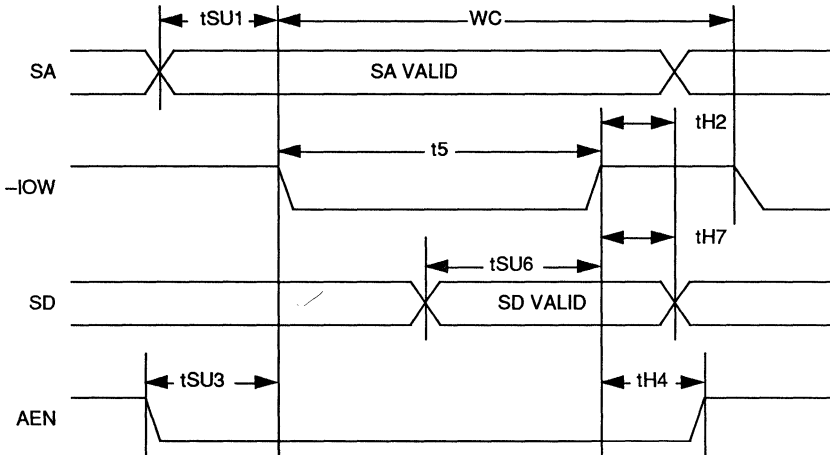 tSU1
WC
SA
SA VALID
tH2
t5
–IOW
tH7
tSU6
SD
SD VALID
tSU3
tH4
AEN